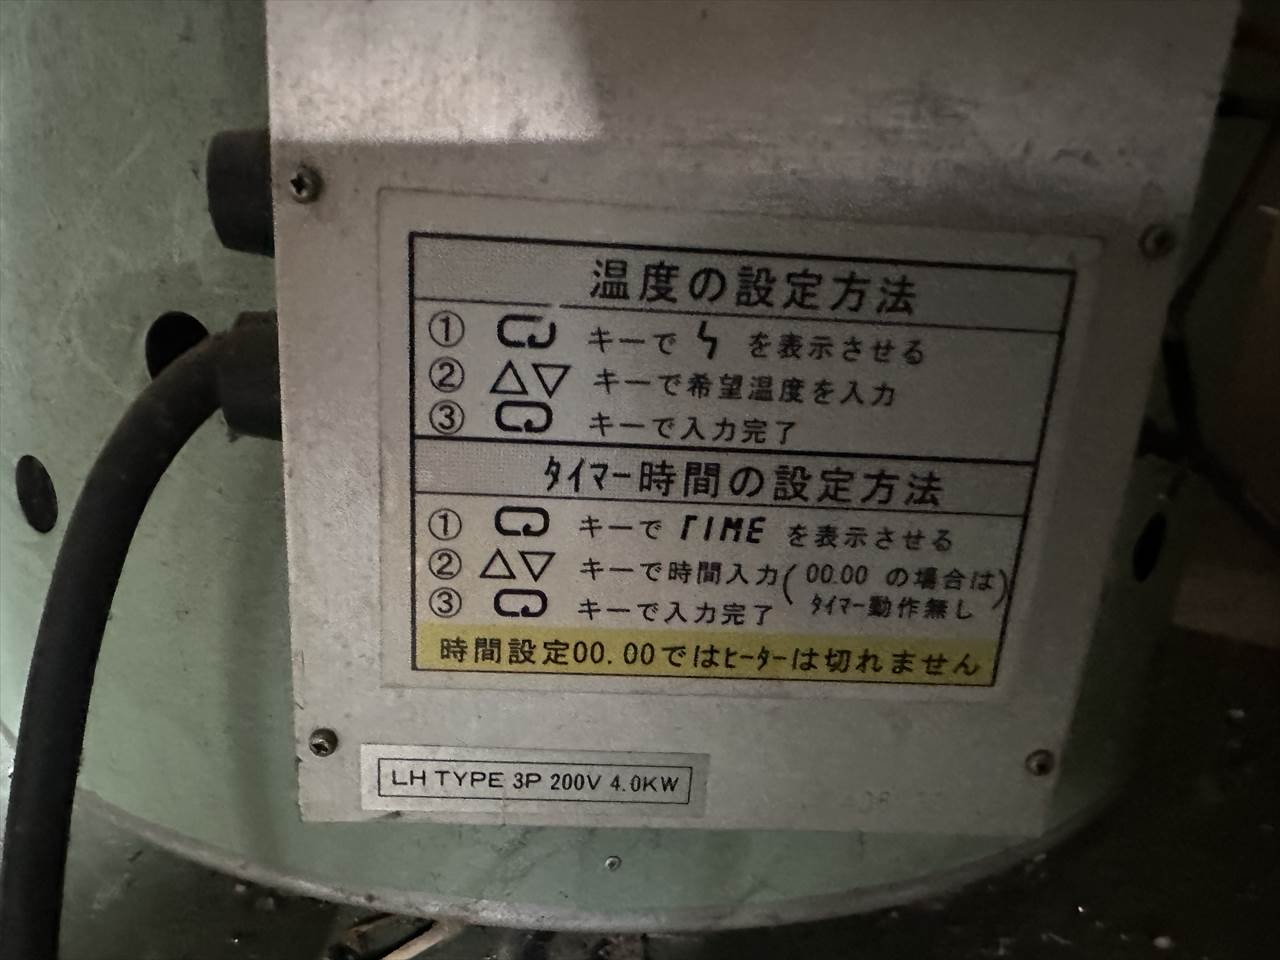 温度の設定方法
① キーで ϟ を表示させる
② △▽ キーで希望温度を入力
③ キーで入力完了
タイマー時間の設定方法
① キーで TIME を表示させる
② △▽ キーで時間入力(00.00 の場合は
③ キーで入力完了 タイマー動作無し)
時間設定00.00ではヒーターは切れません
LH TYPE 3P 200V 4.0KW